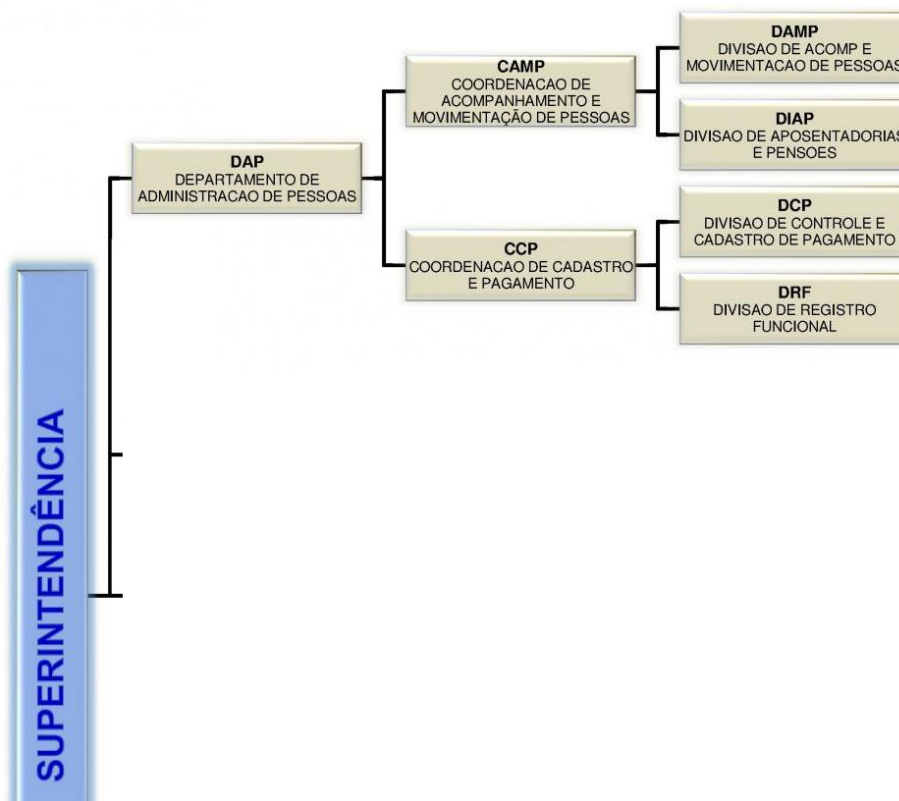 DAMP
DIVISAO DE ACOMP E
MOVIMENTACAO DE PESSOAS
CAMP
COORDENACAO DE
ACOMPANHAMENTO E
MOVIMENTAÇÃO DE PESSOAS
DIAP
DIVISAO DE APOSENTADORIAS
E PENSOES
DAP
DEPARTAMENTO DE
ADMINISTRACAO DE PESSOAS
DCP
DIVISAO DE CONTROLE E
CADASTRO DE PAGAMENTO
CCP
COORDENACAO DE CADASTRO
E PAGAMENTO
DRF
DIVISAO DE REGISTRO
FUNCIONAL
SUPERINTENDÊNCIA